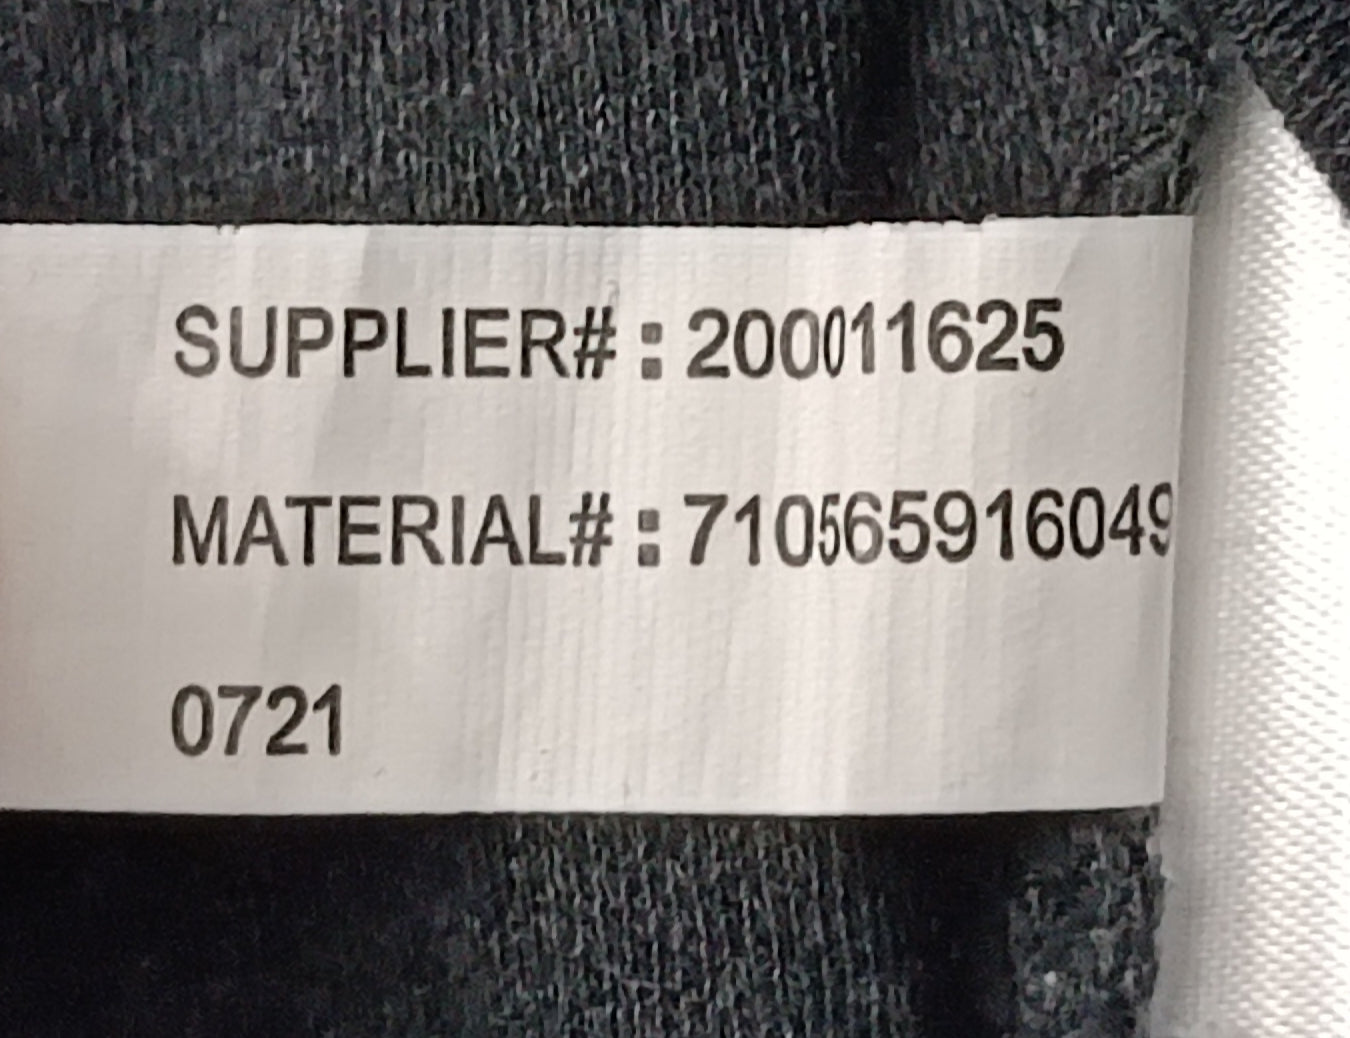 SUPPLIER#: 200011625
MATERIAL#: 710565916049
0721